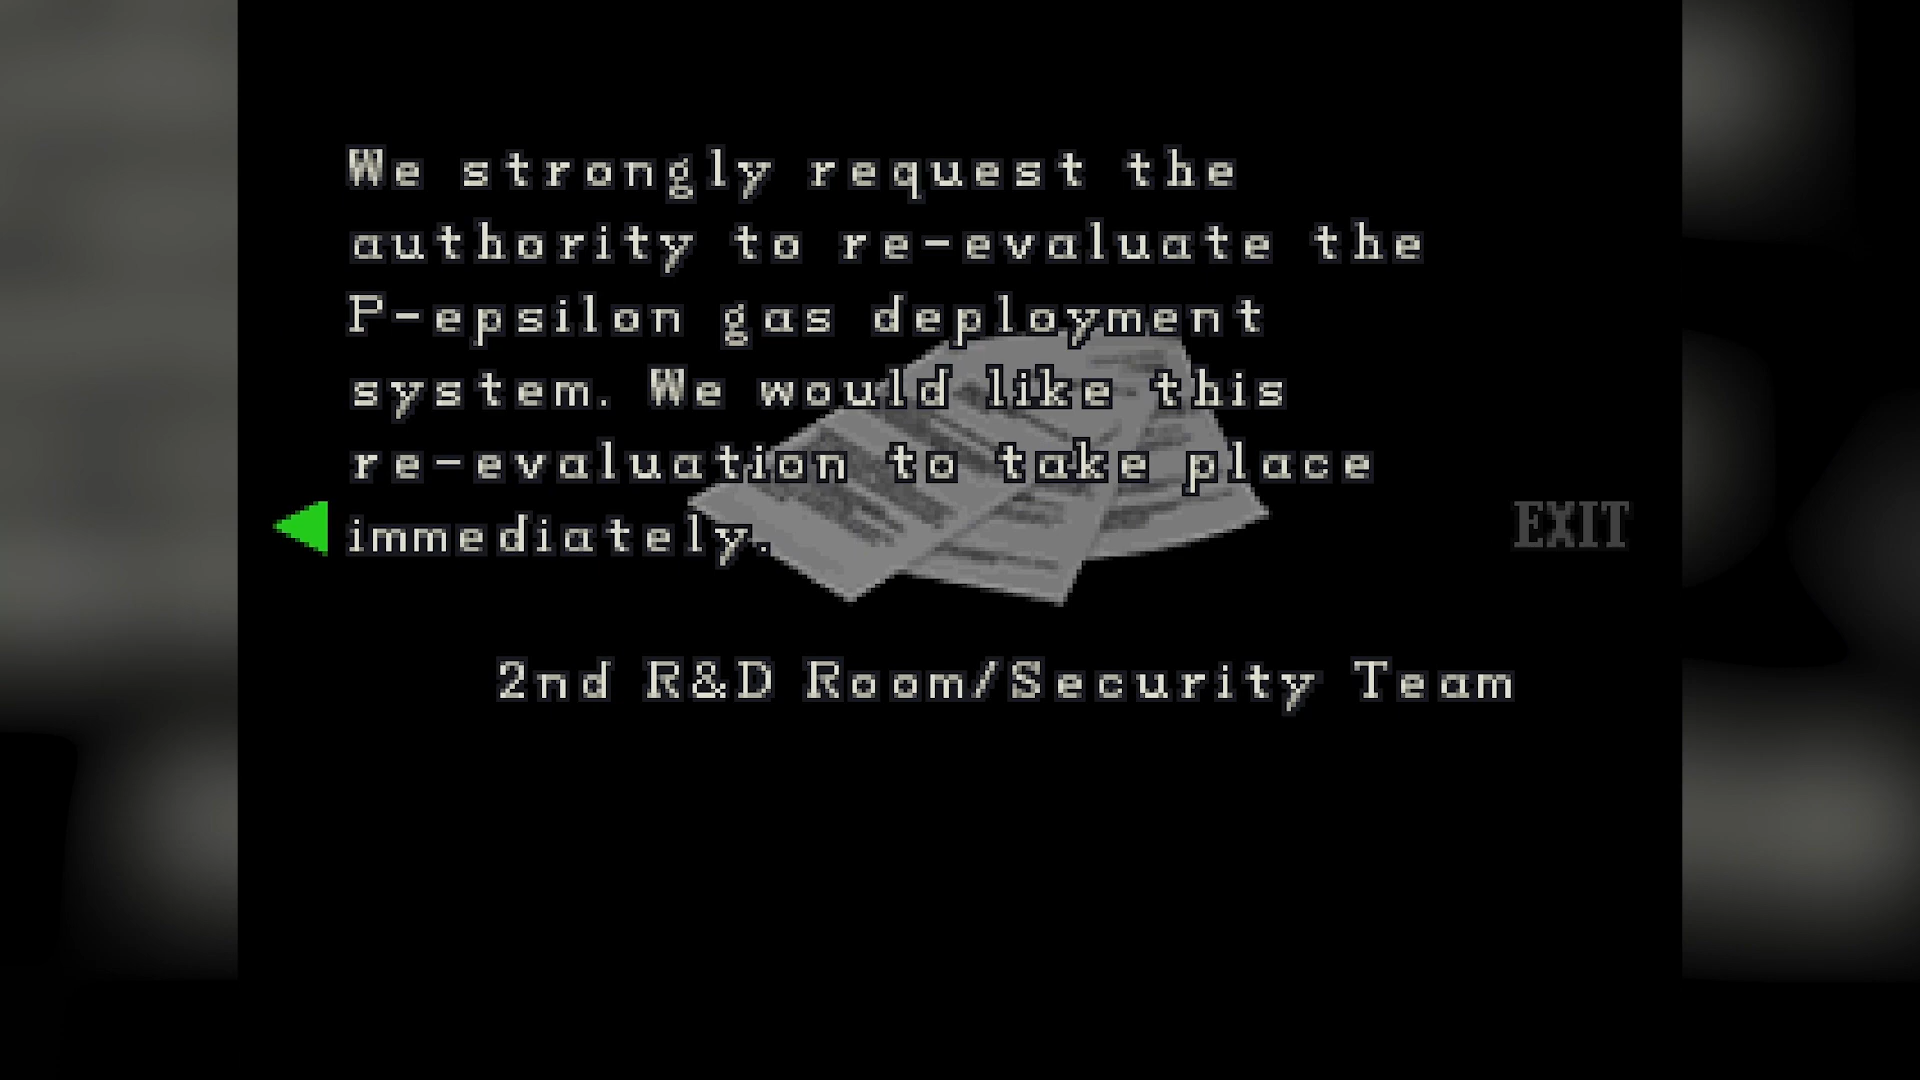 We strongly request the
authority to re-evaluate the
P-epsilon gas deployment
system. We would like this
re-evaluation to take place
immediately.
EXIT
2nd R&D Room/Security Team